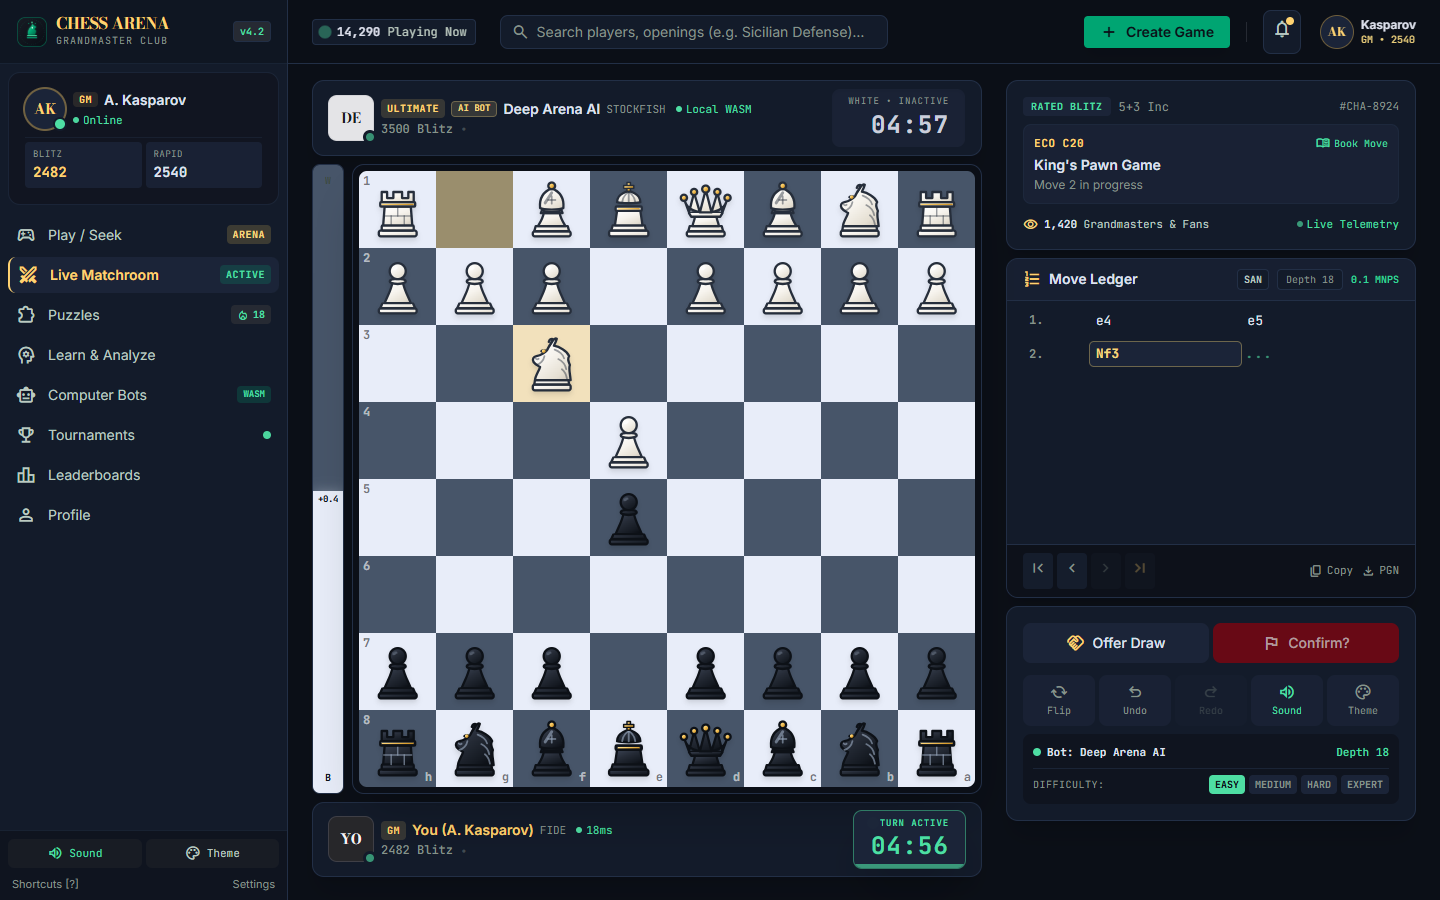 CHESS ARENA
GRANDMASTER CLUB
v4.2
14,290 Playing Now
Search players, openings (e.g. Sicilian Defense)...
Create Game
AK
Kasparov
GM • 2540
AK
GM A. Kasparov
Online
BLITZ
2482
RAPID
2540
Play / Seek
ARENA
Live Matchroom
ACTIVE
Puzzles
18
Learn & Analyze
Computer Bots
WASM
Tournaments
Leaderboards
Profile
Sound
Theme
Shortcuts [?]
Settings
DE
ULTIMATE AI BOT Deep Arena AI STOCKFISH Local WASM
3500 Blitz •
WHITE • INACTIVE
04:57
+0.4
B
1
2
3
4
5
6
7
8
h g f e d c b a
YO
GM You (A. Kasparov) FIDE 18ms
2482 Blitz •
TURN ACTIVE
04:56
RATED BLITZ 5+3 Inc
#CHA-8924
ECO C20
Book Move
King's Pawn Game
Move 2 in progress
1,420 Grandmasters & Fans
Live Telemetry
Move Ledger
SAN
Depth 18
0.1 MNPS
1. e4 e5
2. Nf3 ...
Copy
PGN
Offer Draw
Confirm?
Flip
Undo
Redo
Sound
Theme
Bot: Deep Arena AI
Depth 18
DIFFICULTY:
EASY
MEDIUM
HARD
EXPERT